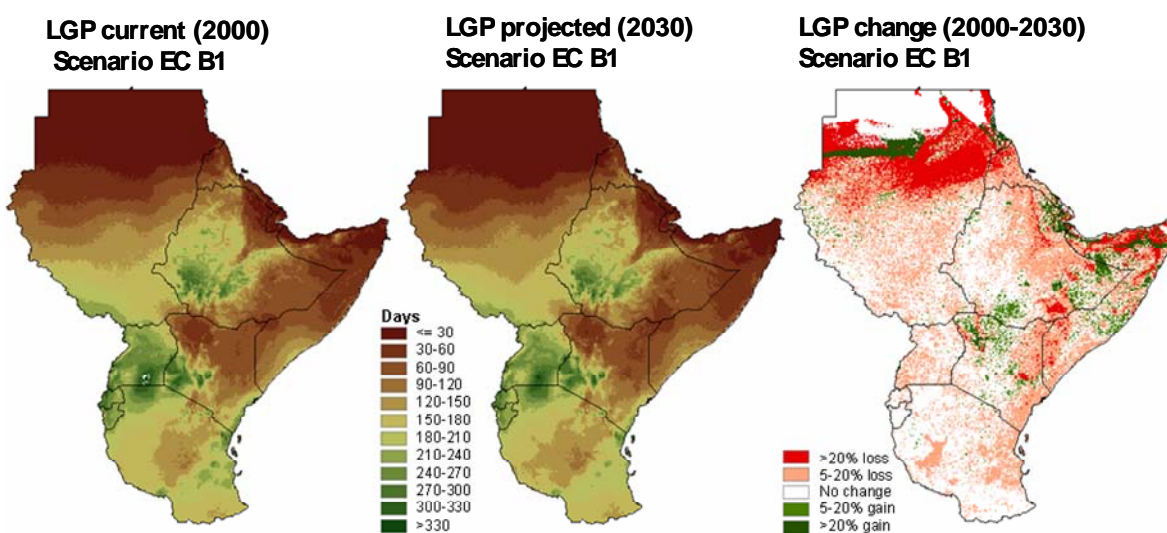 LGP current (2000)
Scenario EC B1
LGP projected (2030)
Scenario EC B1
LGP change (2000-2030)
Scenario EC B1
Days
<= 30
30-60
60-90
90-120
120-150
150-180
180-210
210-240
240-270
270-300
300-330
>330
>20% loss
5-20% loss
No change
5-20% gain
>20% gain